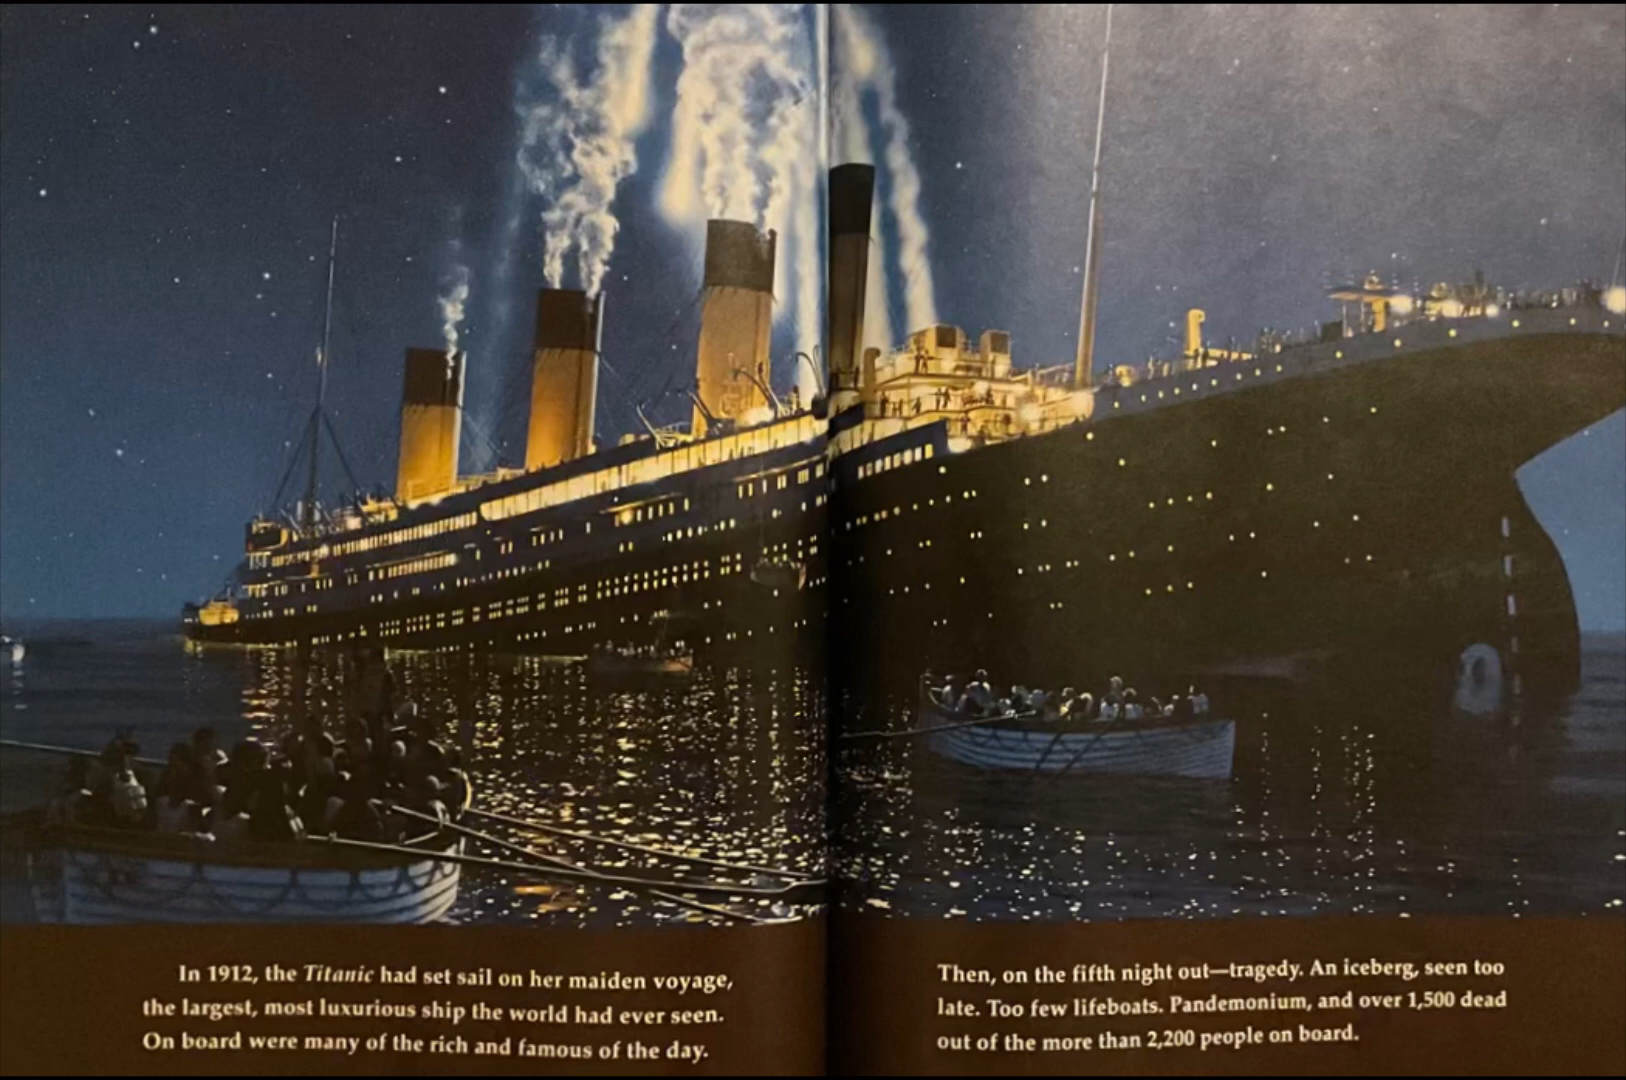 In 1912, the Titanic had set sail on her maiden voyage,
the largest, most luxurious ship the world had ever seen.
On board were many of the rich and famous of the day.
Then, on the fifth night out—tragedy. An iceberg, seen too
late. Too few lifeboats. Pandemonium, and over 1,500 dead
out of the more than 2,200 people on board.